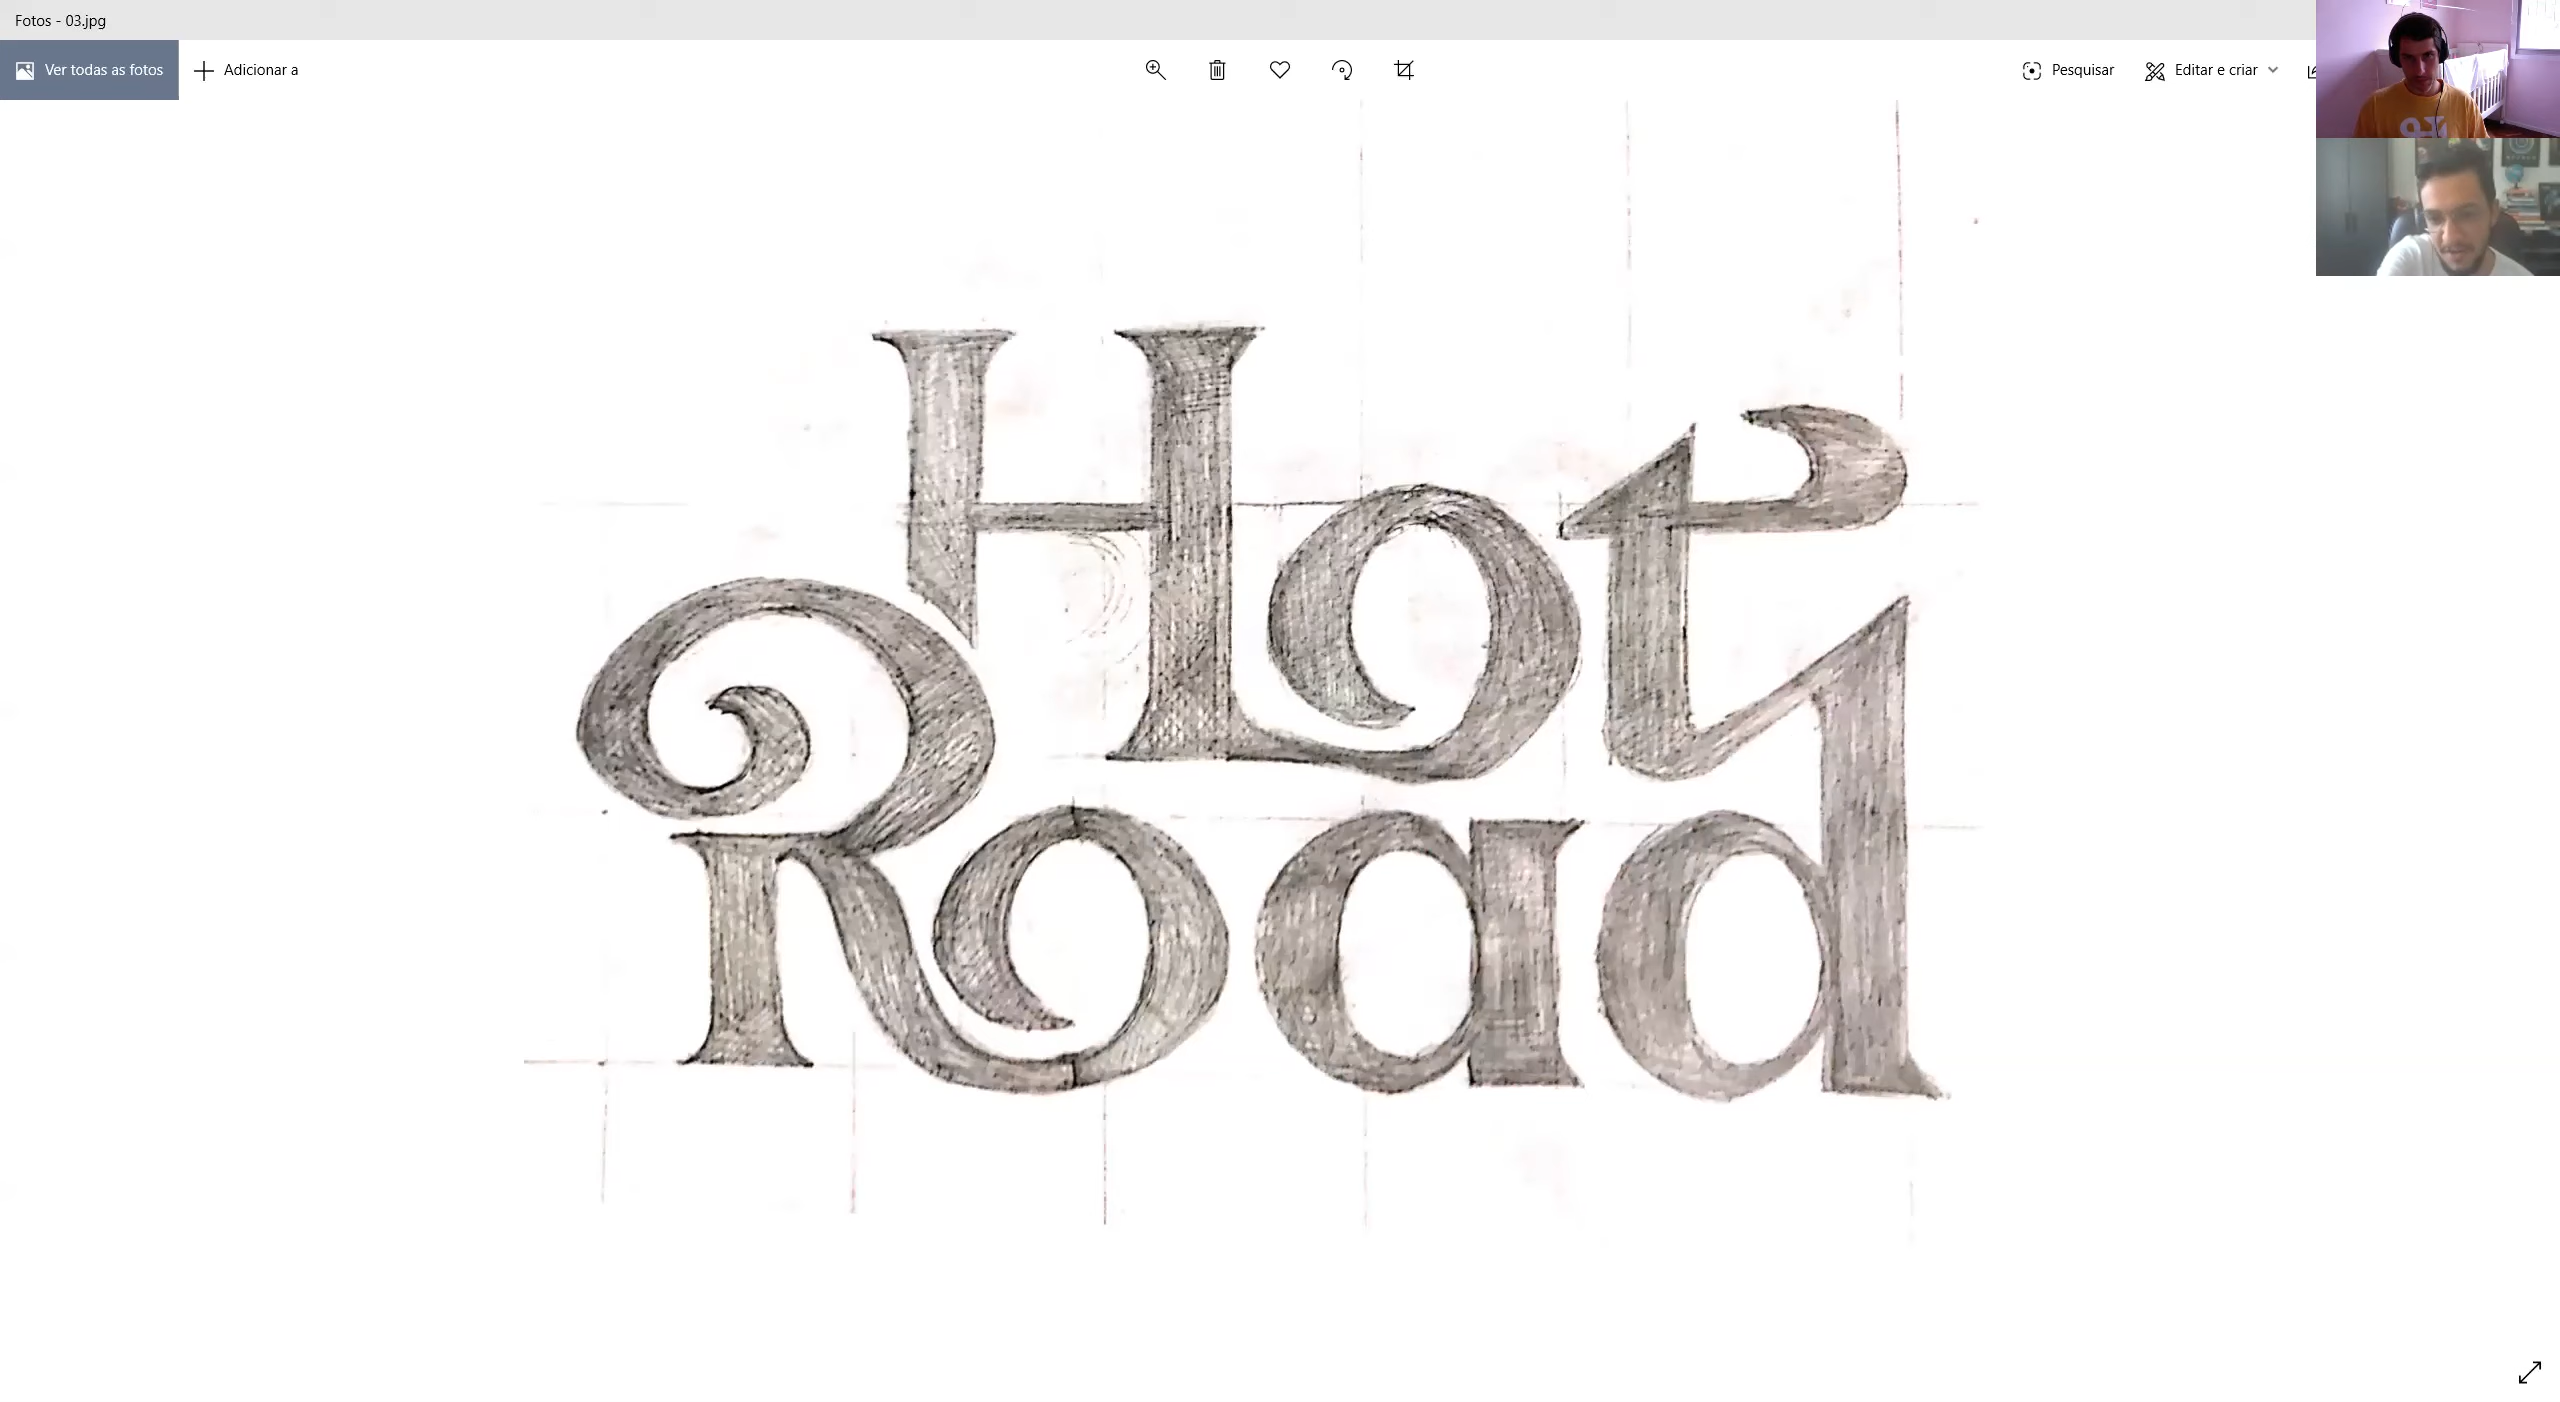 Fotos - 03.jpg
Ver todas as fotos
Adicionar a
Pesquisar
Editar e criar
Hot
Road